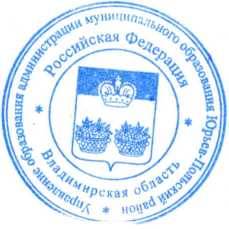 Управление образования администрации муниципального образования Юрьев-Польский район
Российская Федерация
Владимирская область